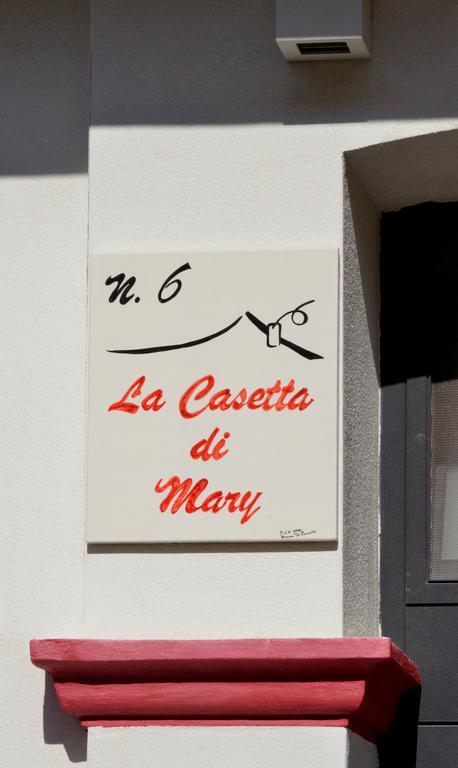 n. 6
La Casetta
di
Mary